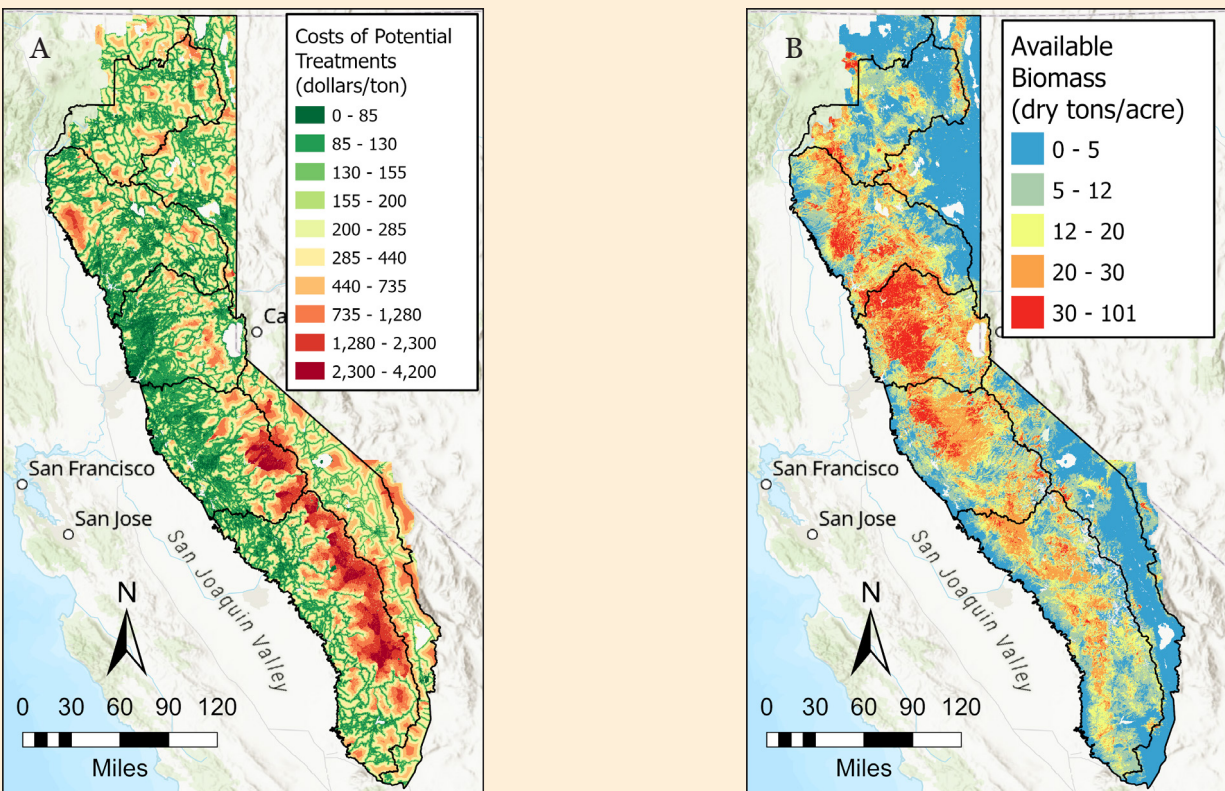 A
Costs of Potential
Treatments
(dollars/ton)
0 - 85
85 - 130
130 - 155
155 - 200
200 - 285
285 - 440
440 - 735
735 - 1,280
1,280 - 2,300
2,300 - 4,200
Ca
San Francisco
San Jose
San Joaquin Valley
N
0 30 60 90 120
Miles
B
Available
Biomass
(dry tons/acre)
0 - 5
5 - 12
12 - 20
20 - 30
30 - 101
San Francisco
San Jose
San Joaquin Valley
N
0 30 60 90 120
Miles